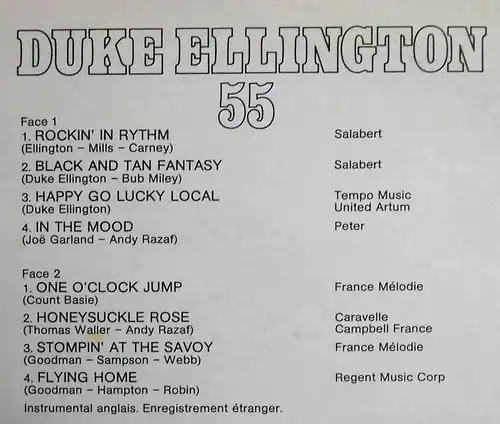 DUKE ELLINGTON
55
Face 1
1. ROCKIN' IN RYTHM Salabert
(Ellington – Mills – Carney)
2. BLACK AND TAN FANTASY Salabert
(Duke Ellington – Bub Miley)
3. HAPPY GO LUCKY LOCAL Tempo Music
(Duke Ellington) United Artum
4. IN THE MOOD Peter
(Joë Garland – Andy Razaf)
Face 2
1. ONE O'CLOCK JUMP France Mélodie
(Count Basie)
2. HONEYSUCKLE ROSE Caravelle
(Thomas Waller – Andy Razaf) Campbell France
3. STOMPIN' AT THE SAVOY France Mélodie
(Goodman – Sampson – Webb)
4. FLYING HOME Regent Music Corp
(Goodman – Hampton – Robin)
Instrumental anglais. Enregistrement étranger.